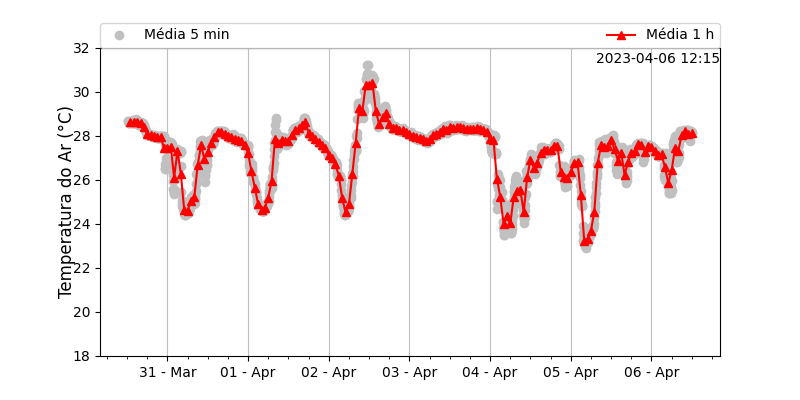 Média 5 min
Média 1 h
2023-04-06 12:15
Temperatura do Ar (°C)
32
30
28
26
24
22
20
18
31 - Mar
01 - Apr
02 - Apr
03 - Apr
04 - Apr
05 - Apr
06 - Apr